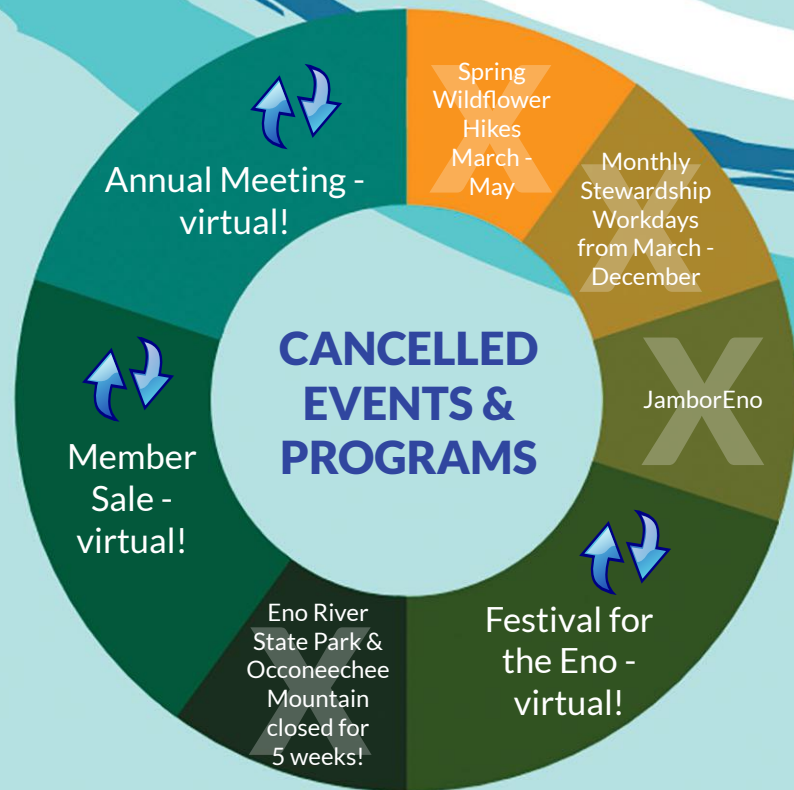 CANCELLED
EVENTS &
PROGRAMS
Spring
Wildflower
Hikes
March -
May
X
Monthly
Stewardship
Workdays
from March -
December
X
JamborEno
X
Festival for
the Eno -
virtual!
Eno River
State Park &
Occoneechee
Mountain
closed for
5 weeks!
X
Member
Sale -
virtual!
Annual Meeting -
virtual!